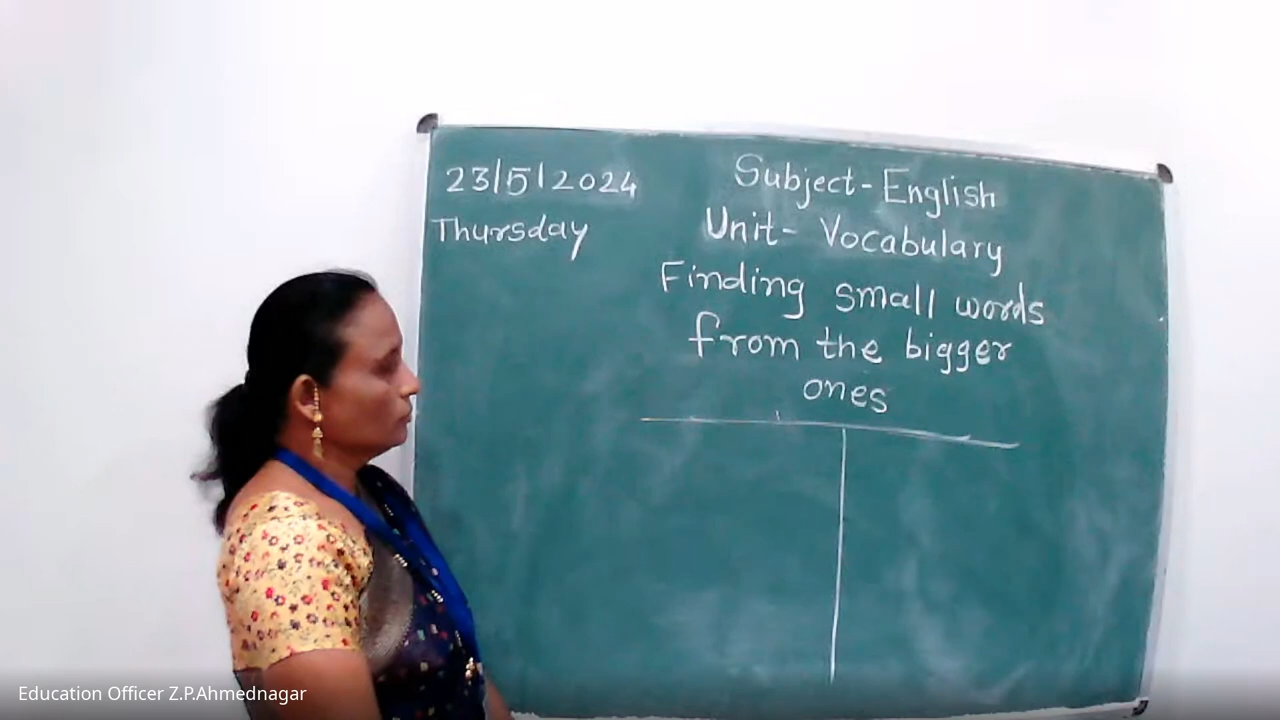 23/5/2024
Thursday
Subject-English
Unit- Vocabulary
Finding small words
from the bigger
ones
Education Officer Z.P.Ahmednagar